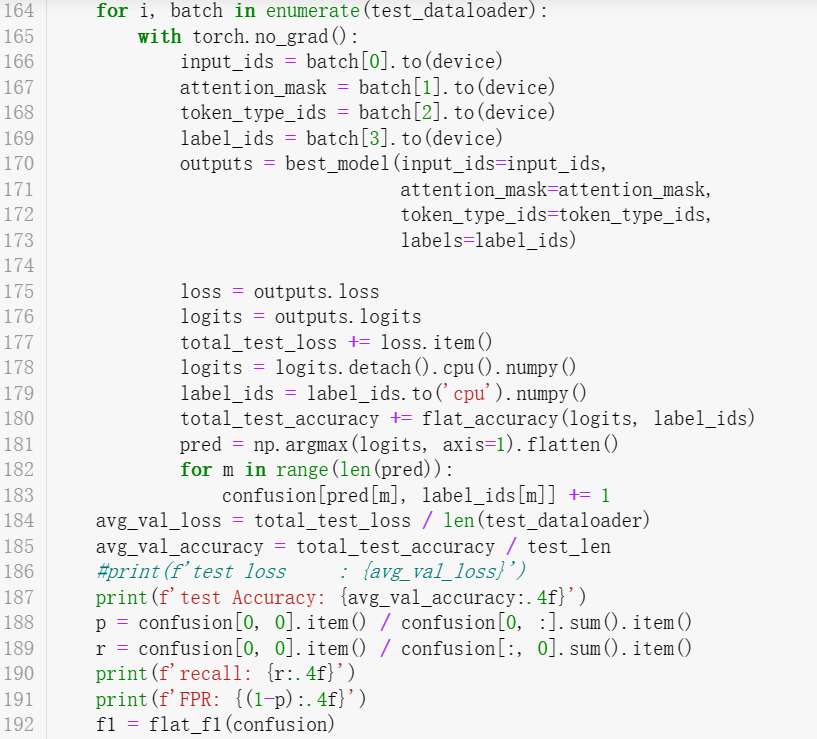 164 for i, batch in enumerate(test_dataloader):
165 with torch.no_grad():
166 input_ids = batch[0].to(device)
167 attention_mask = batch[1].to(device)
168 token_type_ids = batch[2].to(device)
169 label_ids = batch[3].to(device)
170 outputs = best_model(input_ids=input_ids,
171 attention_mask=attention_mask,
172 token_type_ids=token_type_ids,
173 labels=label_ids)
174
175 loss = outputs.loss
176 logits = outputs.logits
177 total_test_loss += loss.item()
178 logits = logits.detach().cpu().numpy()
179 label_ids = label_ids.to('cpu').numpy()
180 total_test_accuracy += flat_accuracy(logits, label_ids)
181 pred = np.argmax(logits, axis=1).flatten()
182 for m in range(len(pred)):
183 confusion[pred[m], label_ids[m]] += 1
184 avg_val_loss = total_test_loss / len(test_dataloader)
185 avg_val_accuracy = total_test_accuracy / test_len
186 #print(f'test loss     : {avg_val_loss}')
187 print(f'test Accuracy: {avg_val_accuracy:.4f}')
188 p = confusion[0, 0].item() / confusion[0, :].sum().item()
189 r = confusion[0, 0].item() / confusion[:, 0].sum().item()
190 print(f'recall: {r:.4f}')
191 print(f'FPR: {(1-p):.4f}')
192 f1 = flat_f1(confusion)